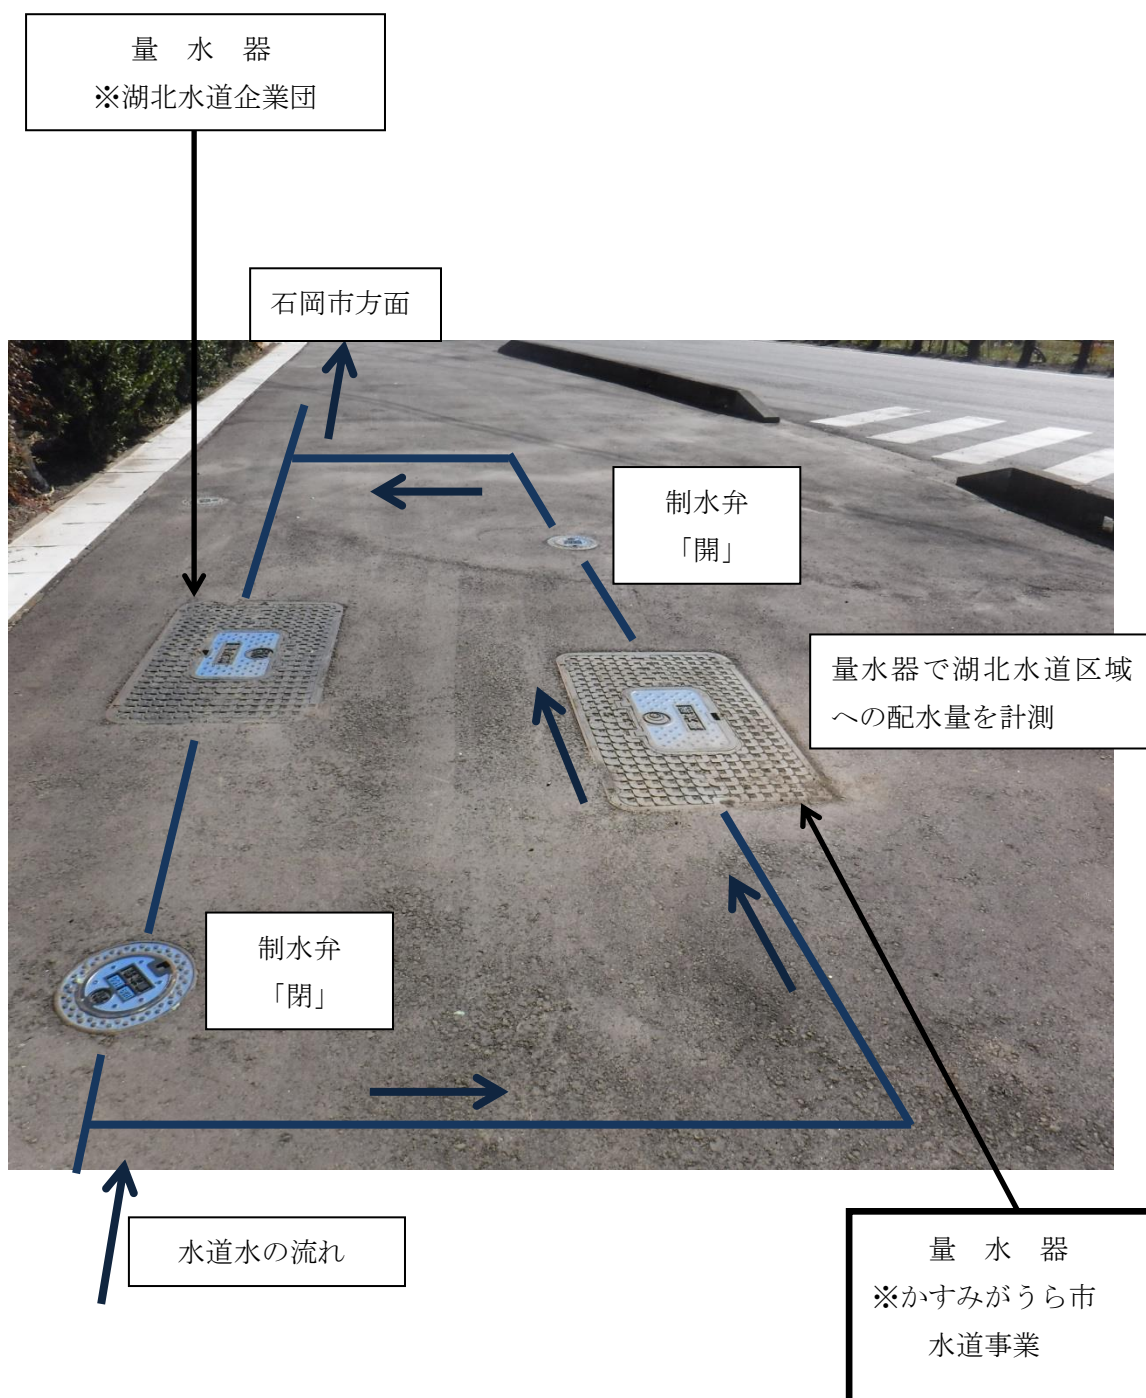 量　水　器
※湖北水道企業団
石岡市方面
制水弁
「開」
量水器で湖北水道区域
への配水量を計測
制水弁
「閉」
水道水の流れ
量　水　器
※かすみがうら市
水道事業